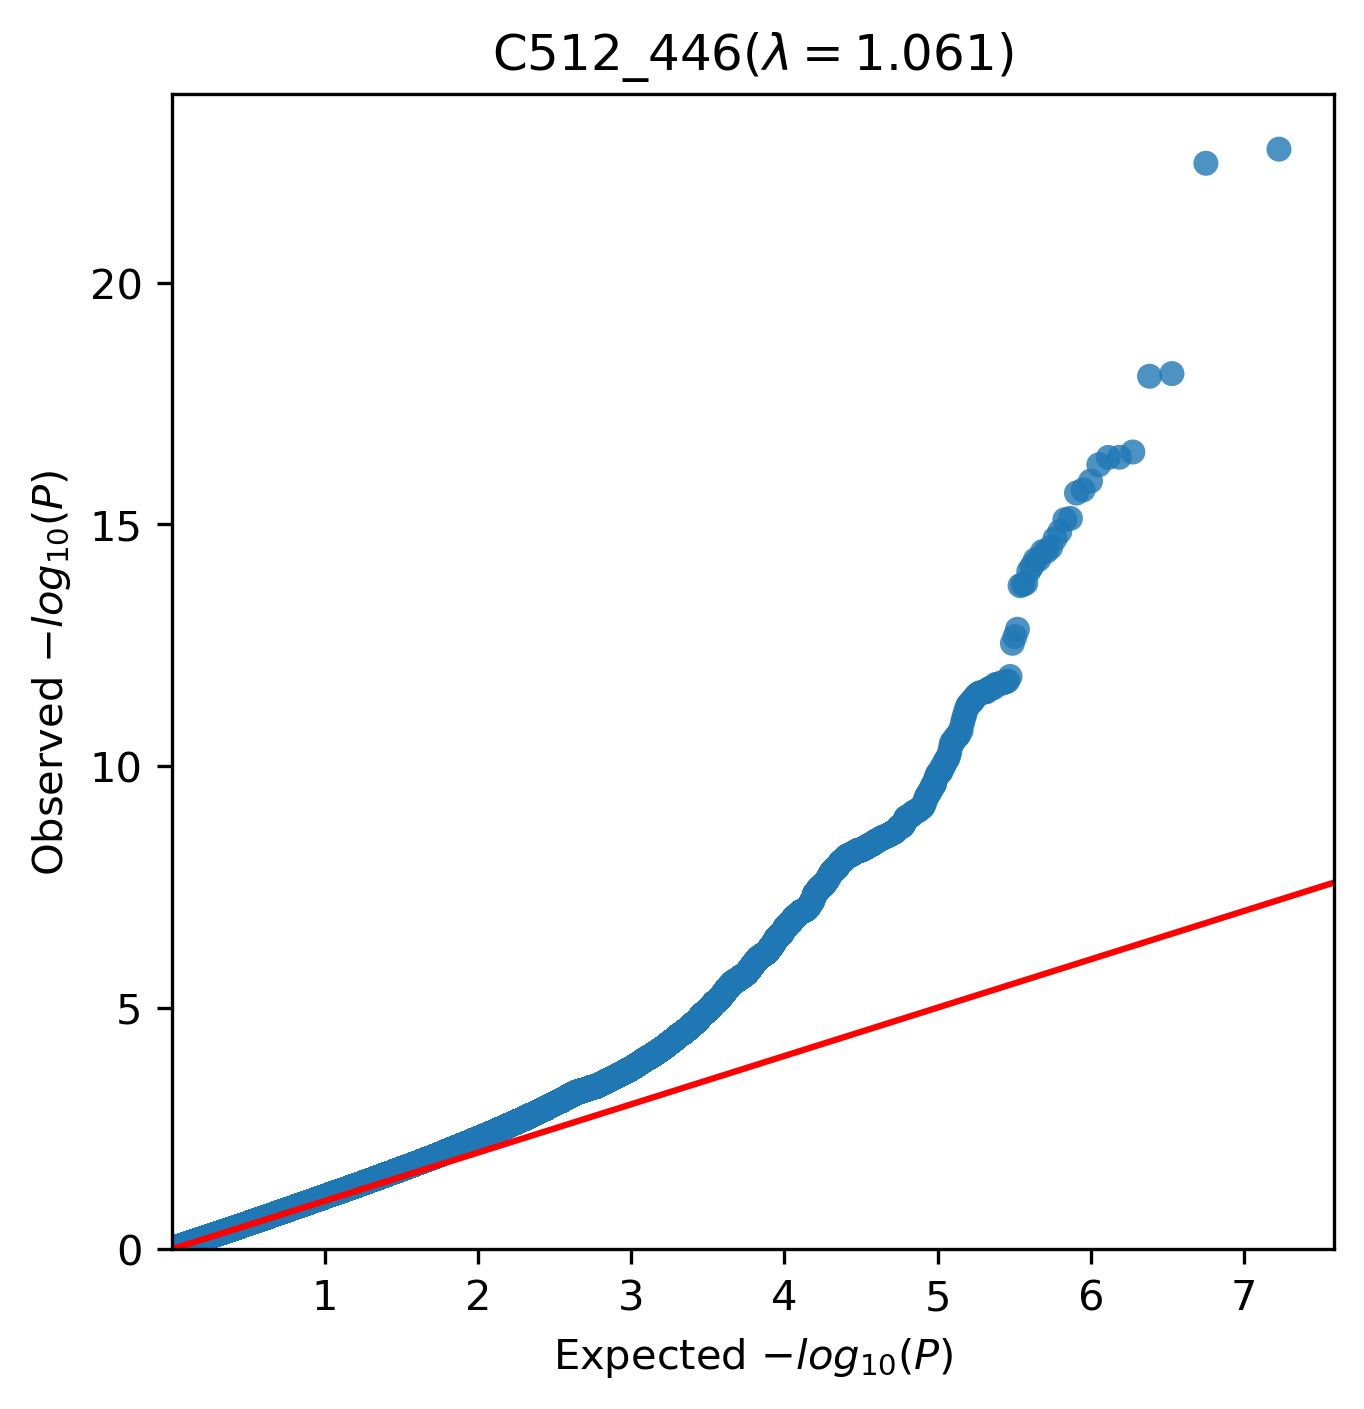 C512_446(λ = 1.061)
20
15
10
5
0
Observed −log₁₀(P)
1 2 3 4 5 6 7
Expected −log₁₀(P)